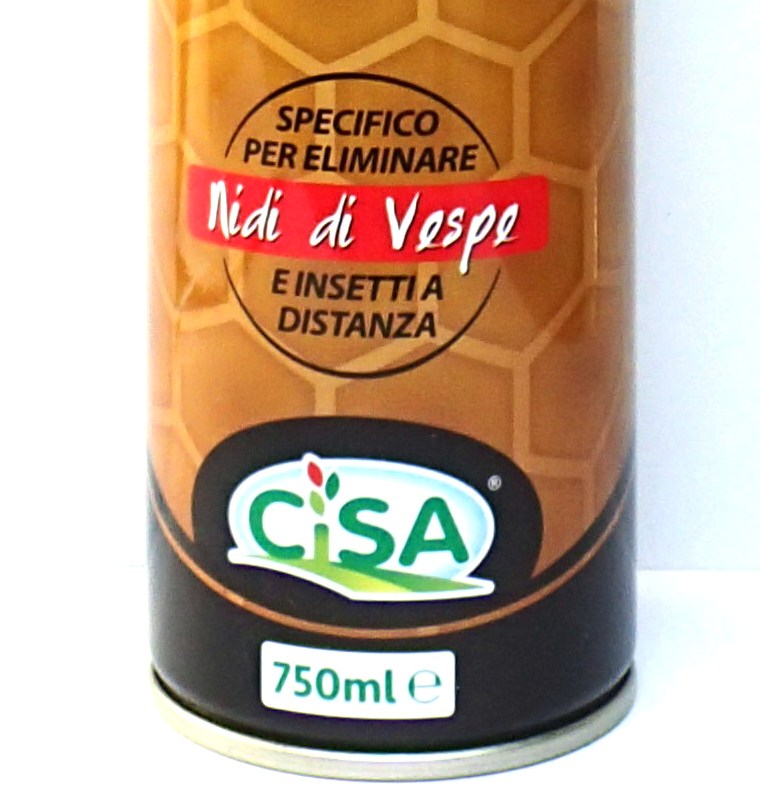 SPECIFICO
PER ELIMINARE
Nidi di Vespe
E INSETTI A
DISTANZA
CiSA ®
750ml ℮